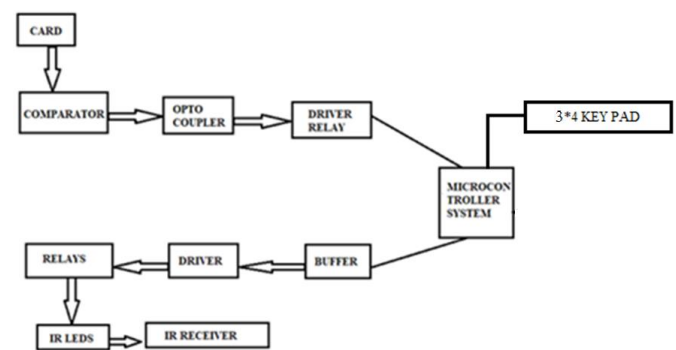 CARD
COMPARATOR
OPTO
COUPLER
DRIVER
RELAY
3*4 KEY PAD
MICROCON
TROLLER
SYSTEM
RELAYS
DRIVER
BUFFER
IR LEDS
IR RECEIVER